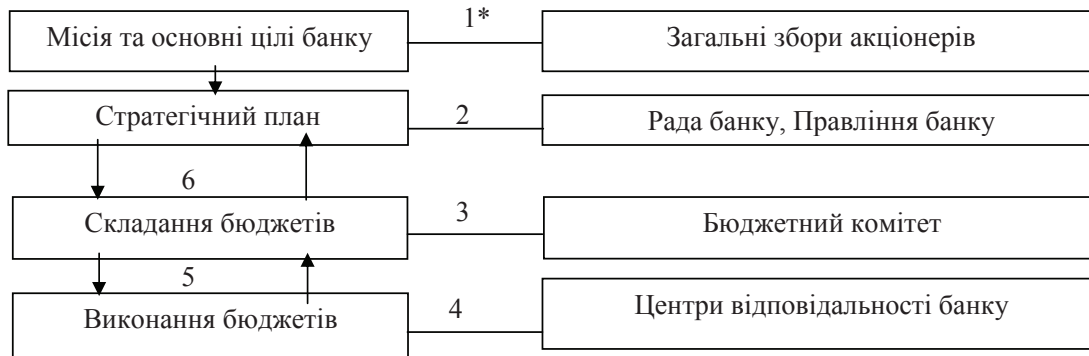 Місія та основні цілі банку
1*
Загальні збори акціонерів
Стратегічний план
2
Рада банку, Правління банку
6
Складання бюджетів
3
Бюджетний комітет
5
Виконання бюджетів
4
Центри відповідальності банку